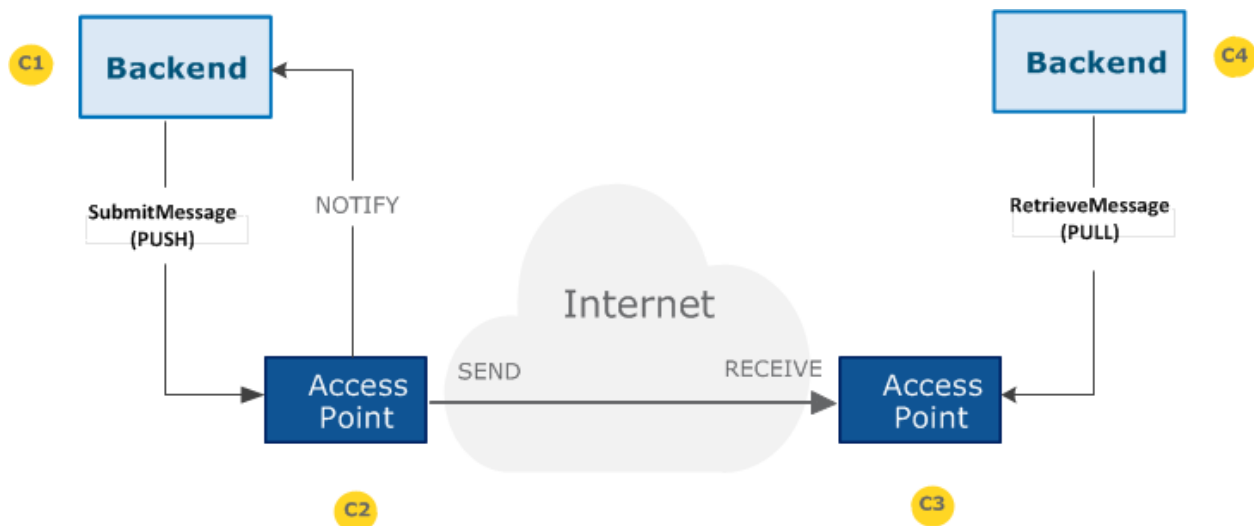 C1
Backend
Backend
C4
SubmitMessage
(PUSH)
NOTIFY
RetrieveMessage
(PULL)
Internet
SEND
RECEIVE
Access
Point
Access
Point
C2
C3